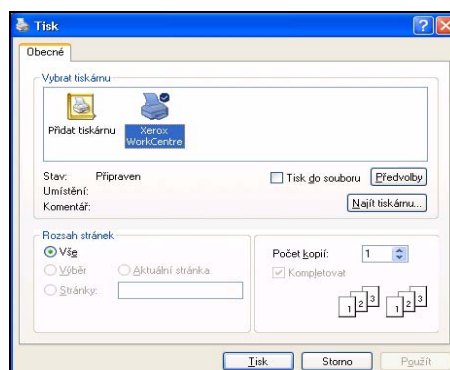 Tisk
Obecné
Vybrat tiskárnu
Přidat tiskárnu
Xerox WorkCentre
Stav: Připraven
Umístění:
Komentář:
Tisk do souboru
Předvolby
Najít tiskárnu...
Rozsah stránek
Vše
Výběr
Aktuální stránka
Stránky:
Počet kopií: 1
Kompletovat
1 2 3 1 2 3
Tisk Storno Použít